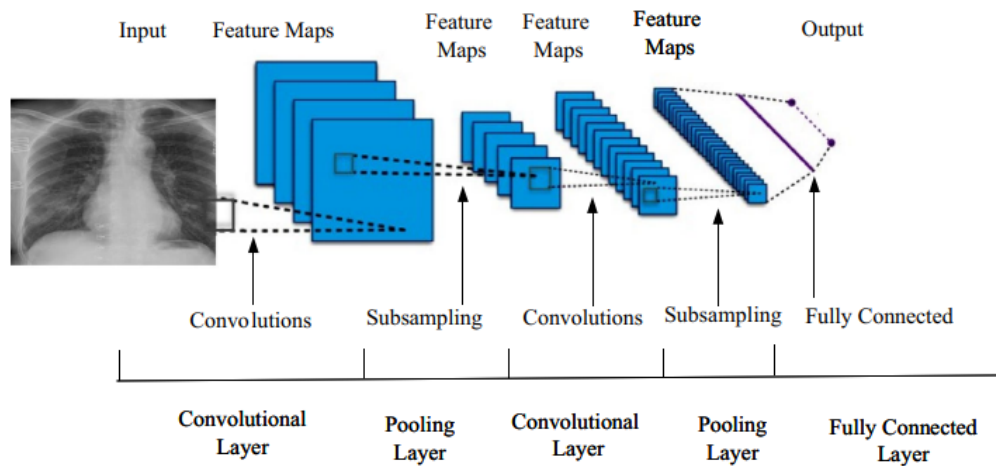 Input
Feature Maps
Feature
Maps
Feature
Maps
Feature
Maps
Output
Convolutions
Subsampling
Convolutions
Subsampling
Fully Connected
Convolutional
Layer
Pooling
Layer
Convolutional
Layer
Pooling
Layer
Fully Connected
Layer